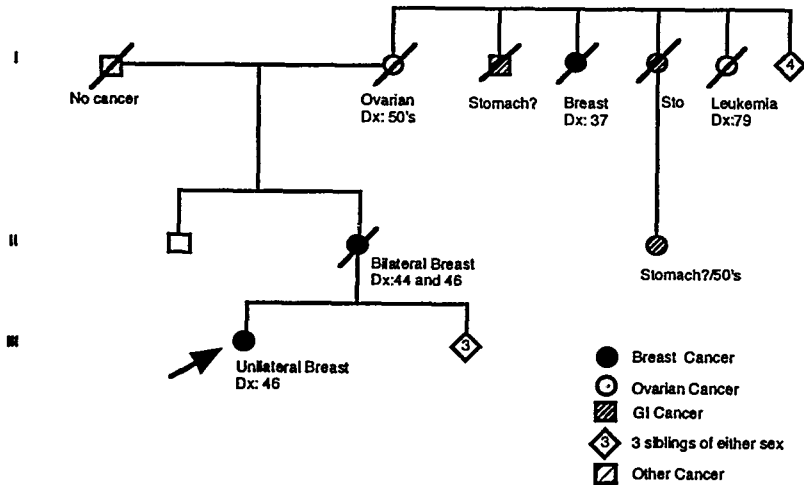 I
4
No cancer
Ovarian
Dx: 50's
Stomach?
Breast
Dx: 37
Sto
Leukemia
Dx:79
II
Bilateral Breast
Dx:44 and 46
Stomach?/50's
III
3
Unilateral Breast
Dx: 46
Breast Cancer
Ovarian Cancer
GI Cancer
3 3 siblings of either sex
Other Cancer